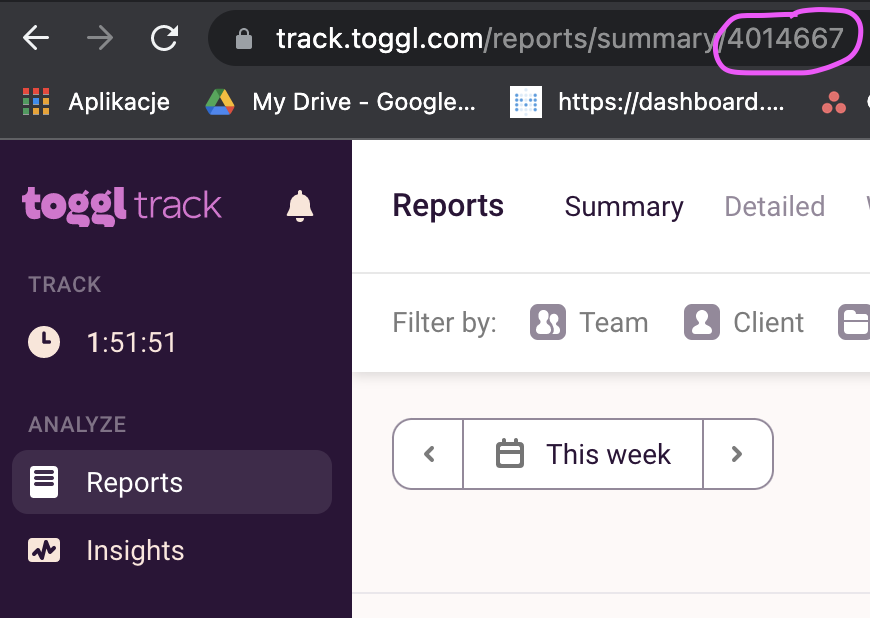 track.toggl.com/reports/summary/4014667
Aplikacje My Drive - Google... https://dashboard....
toggl track
Reports Summary Detailed
TRACK
Filter by: Team Client
1:51:51
ANALYZE
This week
Reports
Insights